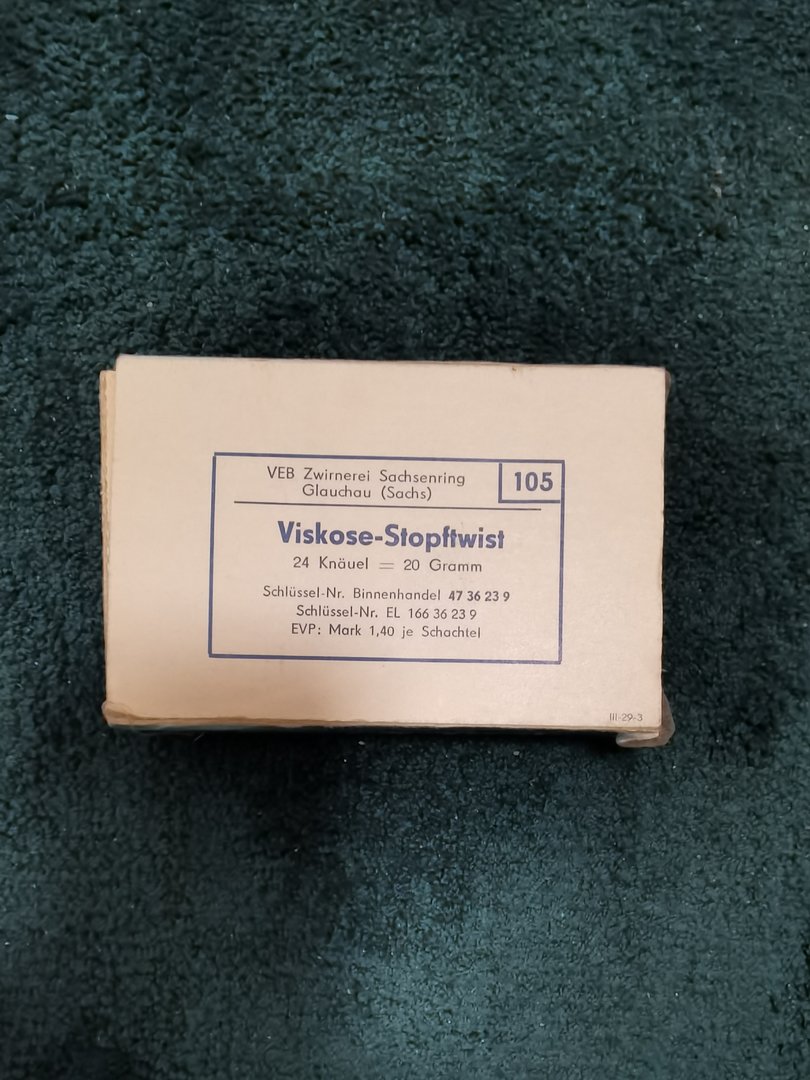 VEB Zwirnerei Sachsenring
Glauchau (Sachs)
105
Viskose-Stopftwist
24 Knäuel = 20 Gramm
Schlüssel-Nr. Binnenhandel 47 36 23 9
Schlüssel-Nr. EL 166 36 23 9
EVP: Mark 1,40 je Schachtel
III-29-3